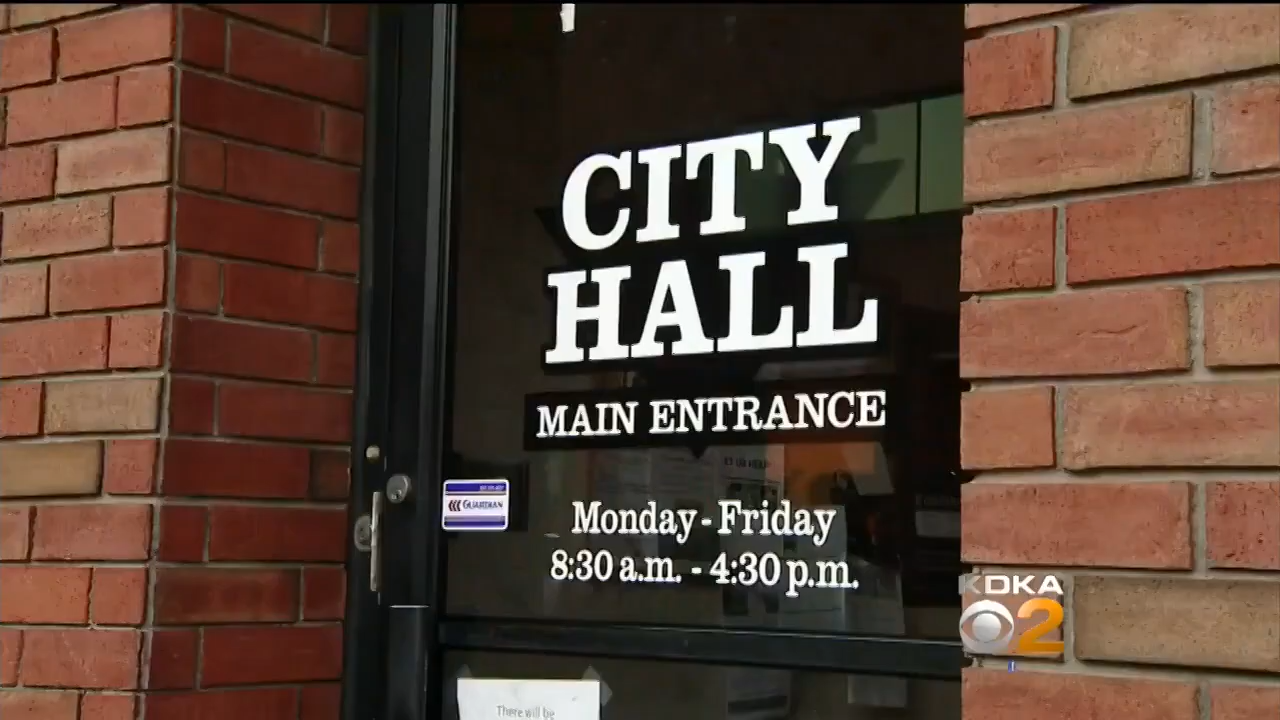 CITY
HALL
MAIN ENTRANCE
GUARDIAN
Monday - Friday
8:30 a.m. - 4:30 p.m.
KDKA
2
There will be